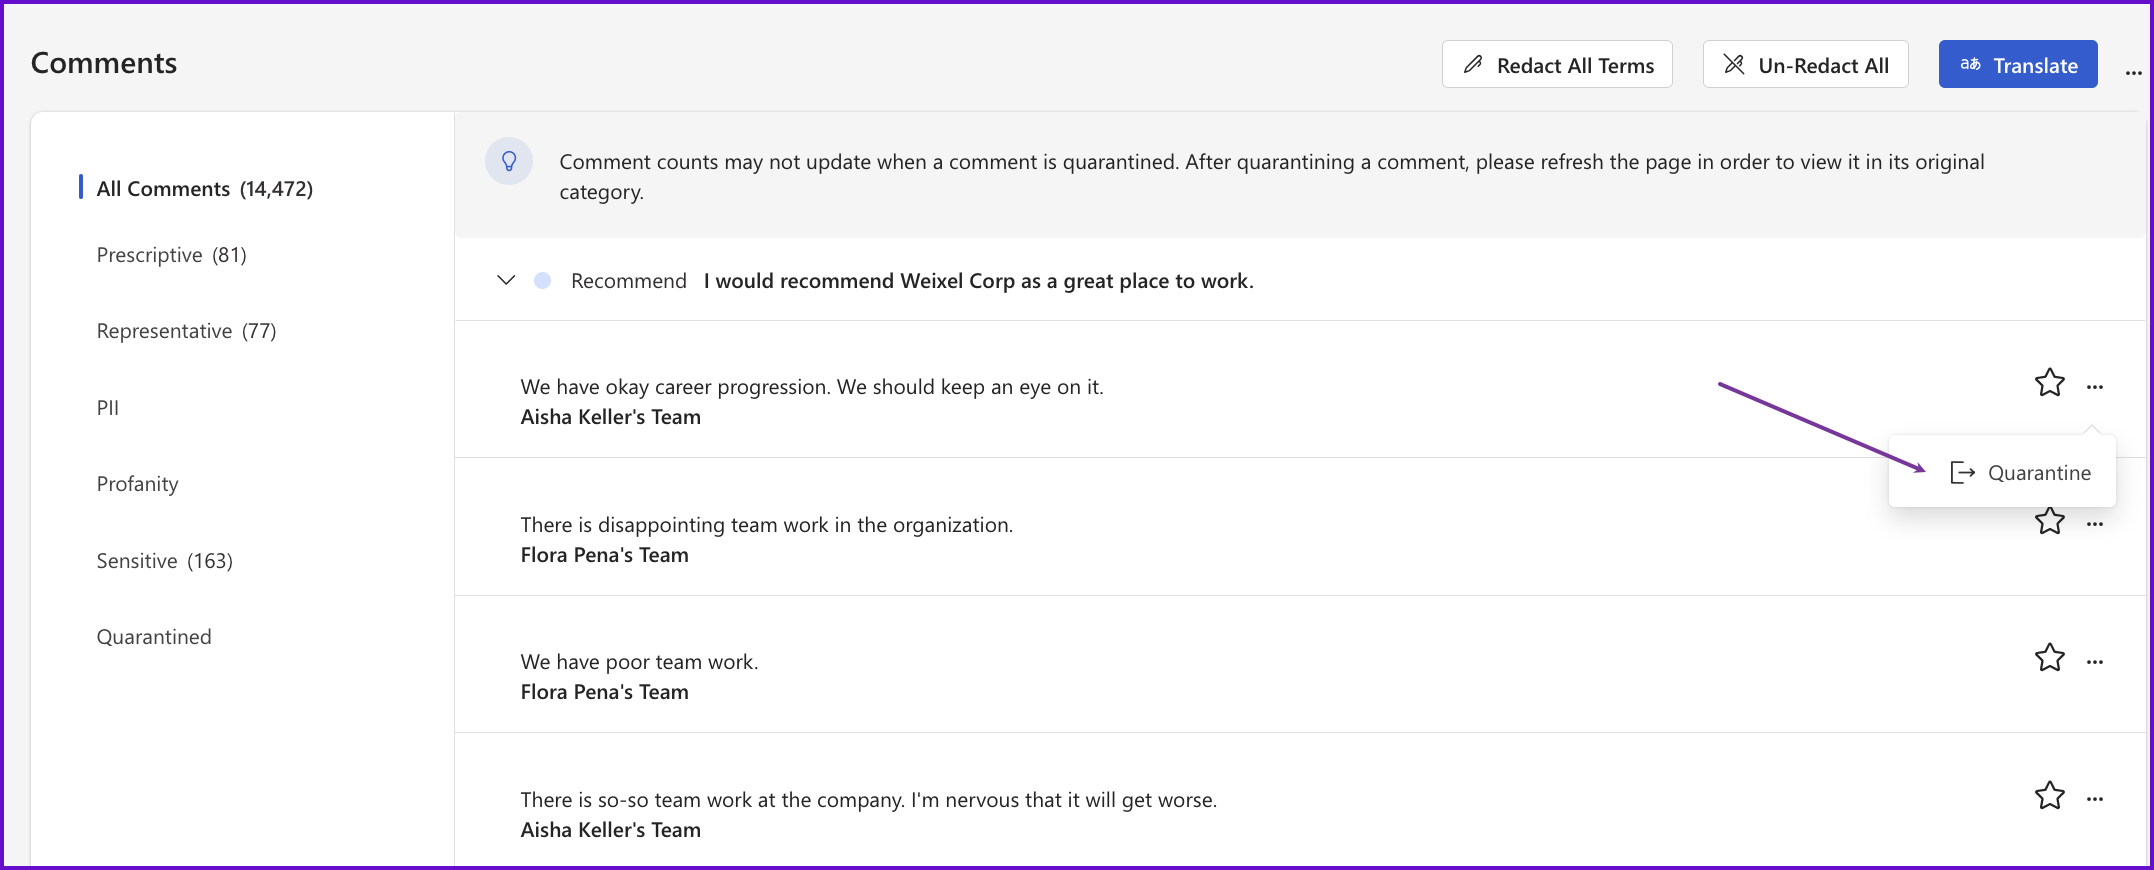 Comments
Redact All Terms
Un-Redact All
aあ Translate
...
All Comments (14,472)
Prescriptive (81)
Representative (77)
PII
Profanity
Sensitive (163)
Quarantined
Comment counts may not update when a comment is quarantined. After quarantining a comment, please refresh the page in order to view it in its original
category.
Recommend I would recommend Weixel Corp as a great place to work.
We have okay career progression. We should keep an eye on it.
Aisha Keller's Team
...
Quarantine
There is disappointing team work in the organization.
Flora Pena's Team
...
We have poor team work.
Flora Pena's Team
...
There is so-so team work at the company. I'm nervous that it will get worse.
Aisha Keller's Team
...